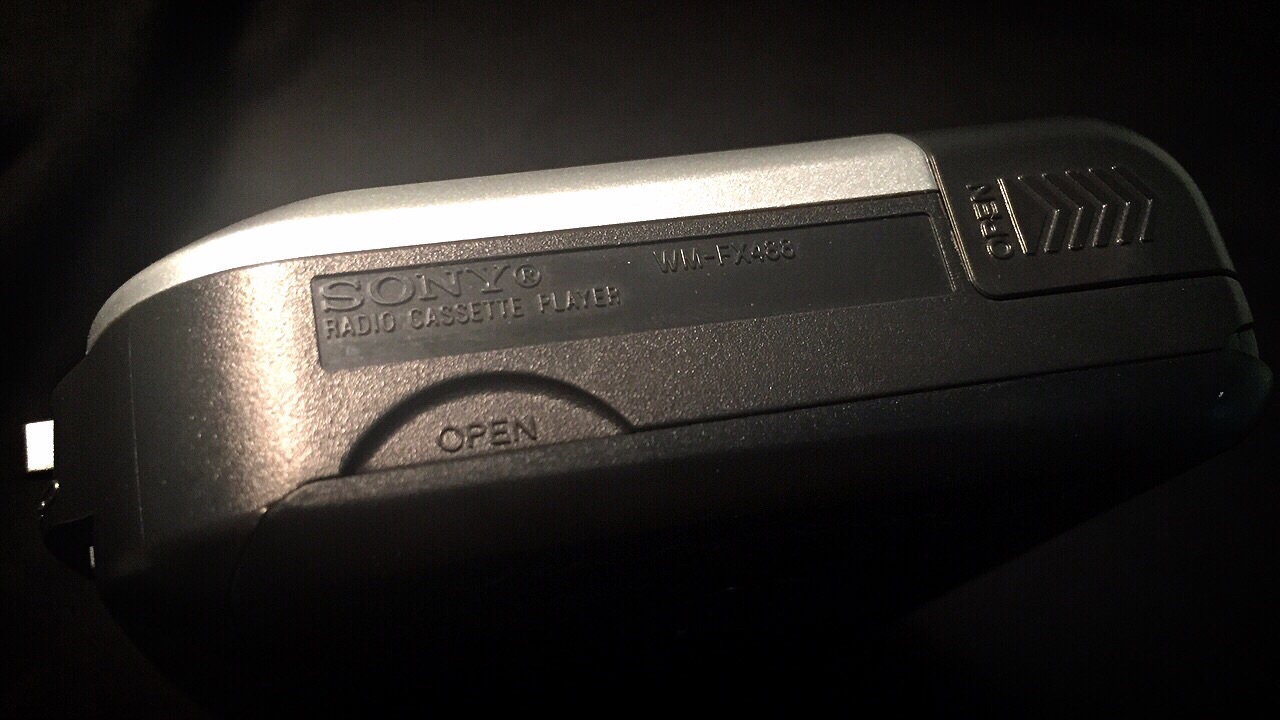 SONY®
RADIO CASSETTE PLAYER
WM-FX488
OPEN
OPEN